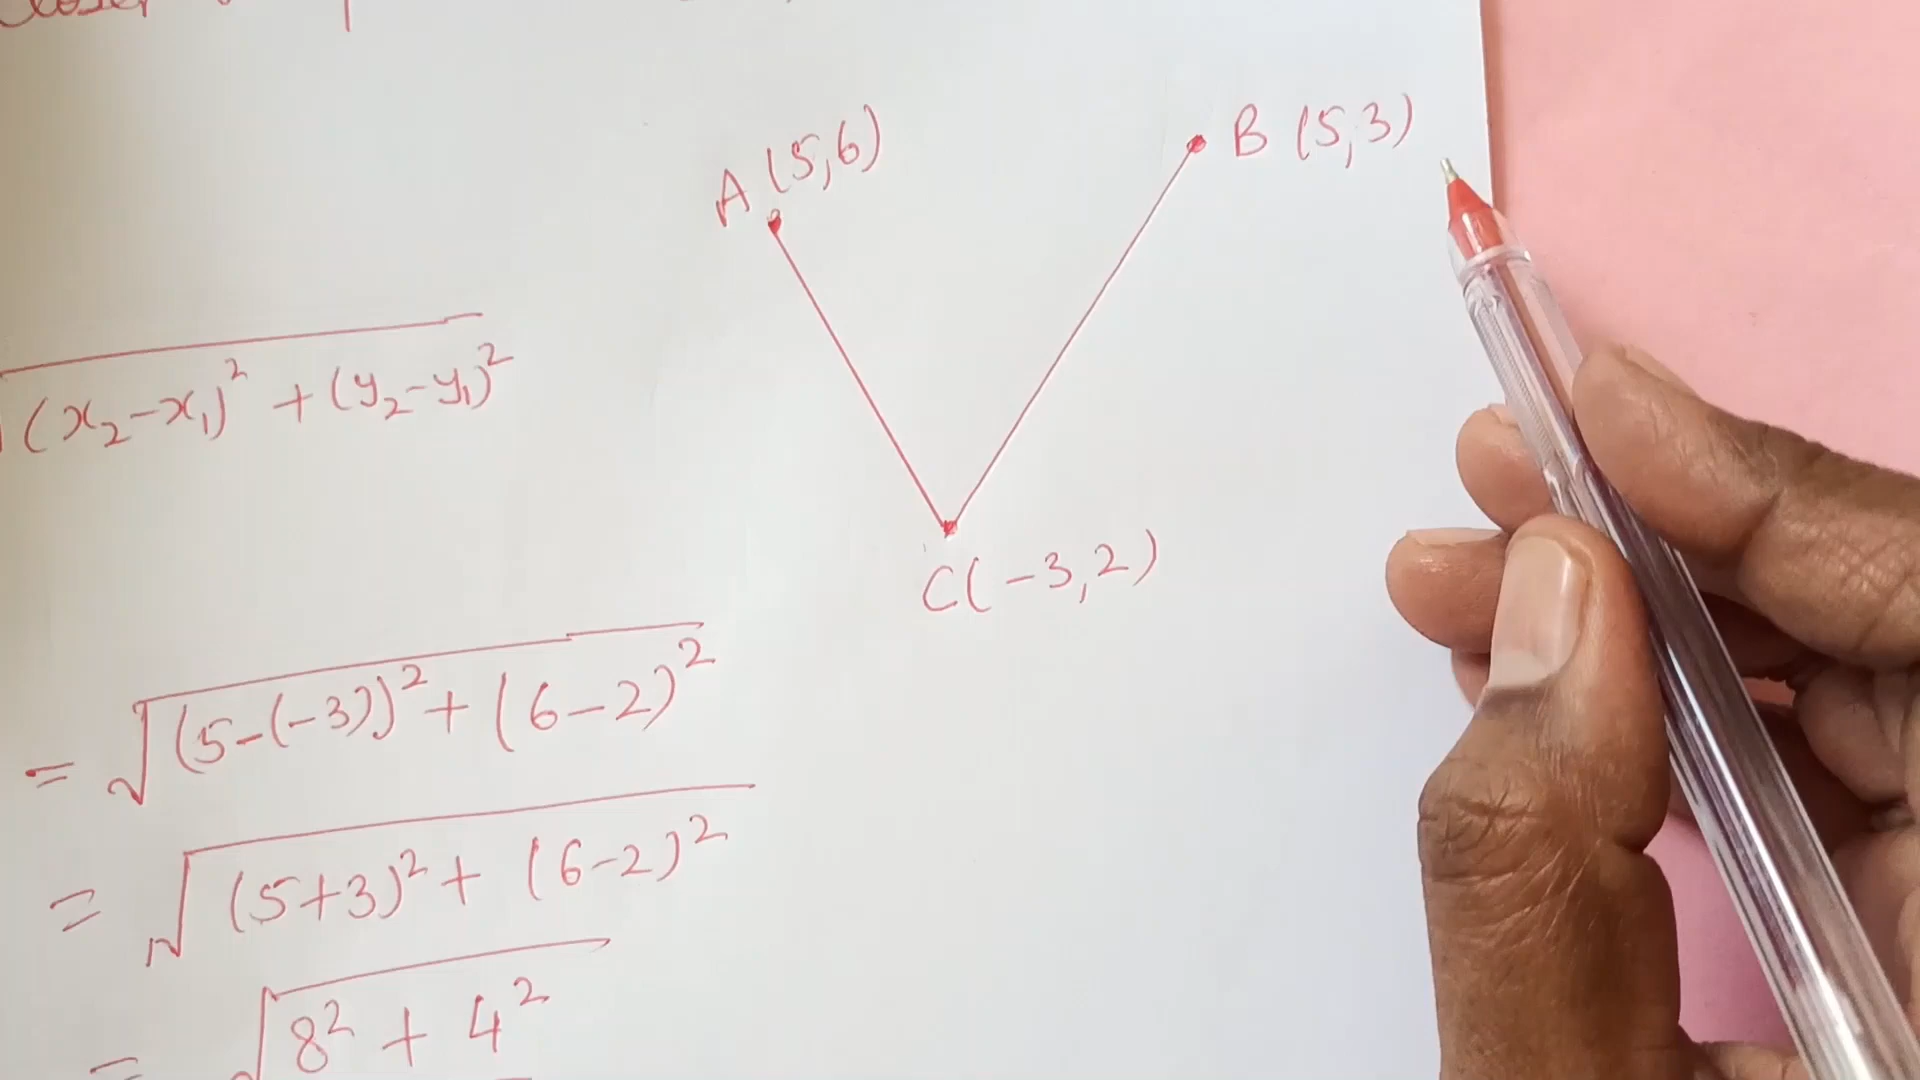 A (5,6)
B (5,3)
(x₂-x₁)² + (y₂-y₁)²
C(-3,2)
= √(5-(-3))² + (6-2)²
= √(5+3)² + (6-2)²
= √8² + 4²